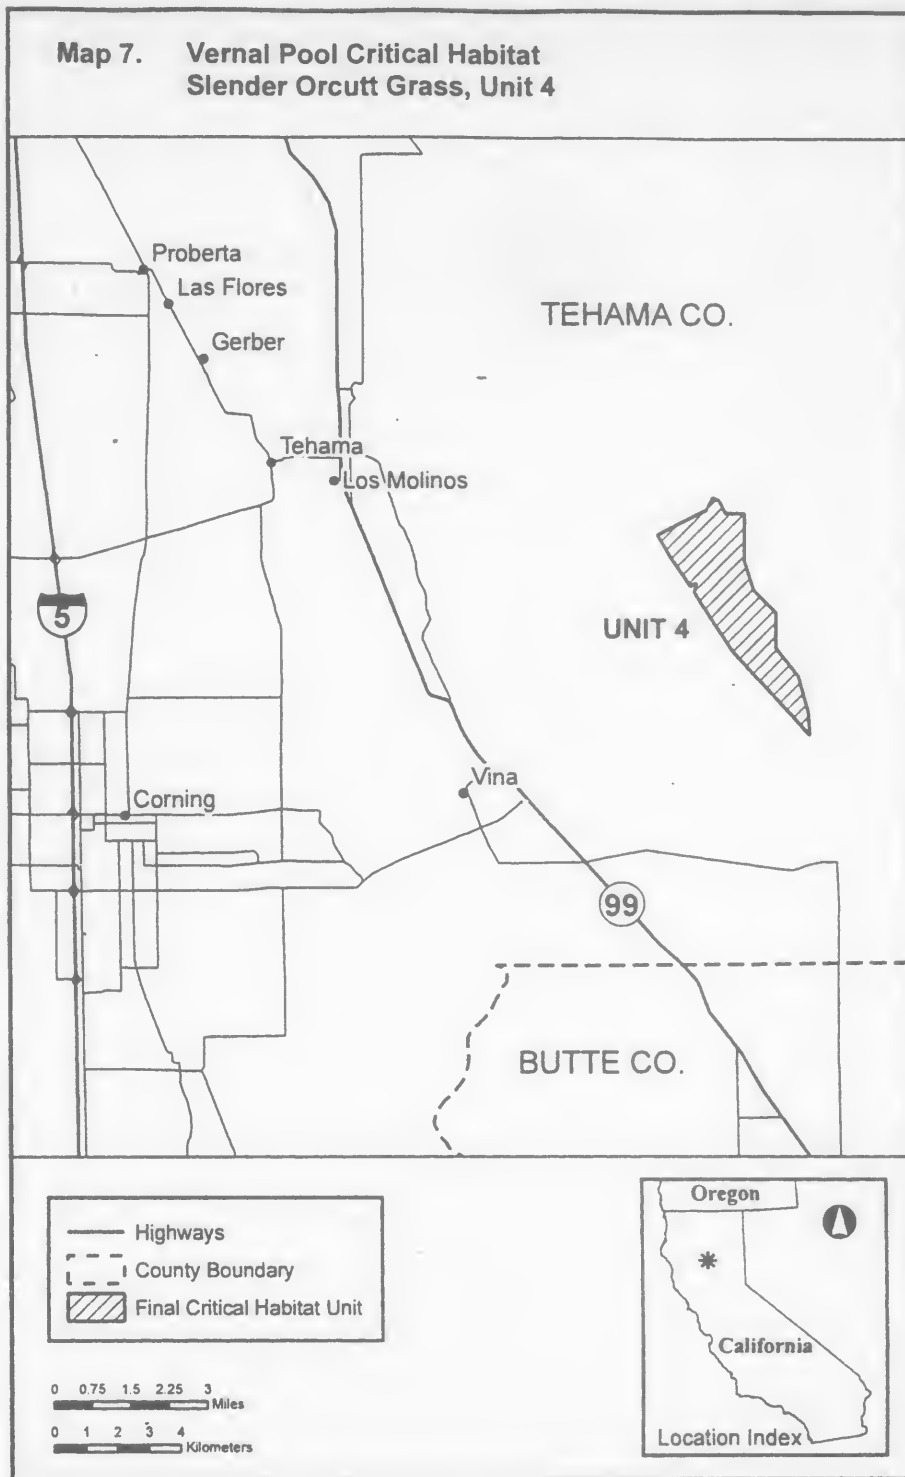 Map 7. Vernal Pool Critical Habitat
Slender Orcutt Grass, Unit 4
Proberta
Las Flores
TEHAMA CO.
Gerber
Tehama
Los Molinos
5
UNIT 4
Vina
Corning
99
BUTTE CO.
Highways
County Boundary
Final Critical Habitat Unit
0 0.75 1.5 2.25 3
Miles
0 1 2 3 4
Kilometers
Oregon
California
Location Index